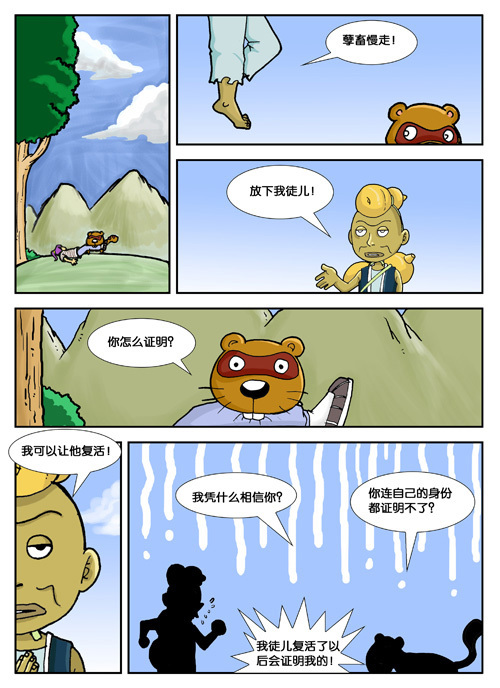 孽畜慢走！
放下我徒儿！
你怎么证明？
我可以让他复活！
我凭什么相信你？
你连自己的身份
都证明不了？
我徒儿复活了以
后会证明我的！